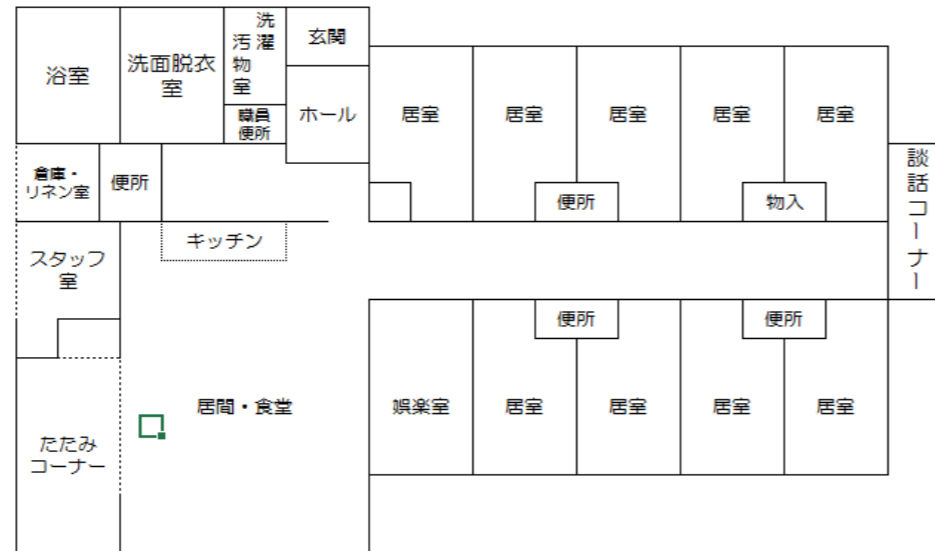 浴室
洗面脱衣
室
洗濯
汚物
室
職員
便所
玄関
ホール
居室
居室
居室
居室
居室
倉庫・
リネン室
便所
便所
物入
談話コーナー
キッチン
スタッフ
室
便所
便所
居間・食堂
娯楽室
居室
居室
居室
居室
たたみ
コーナー